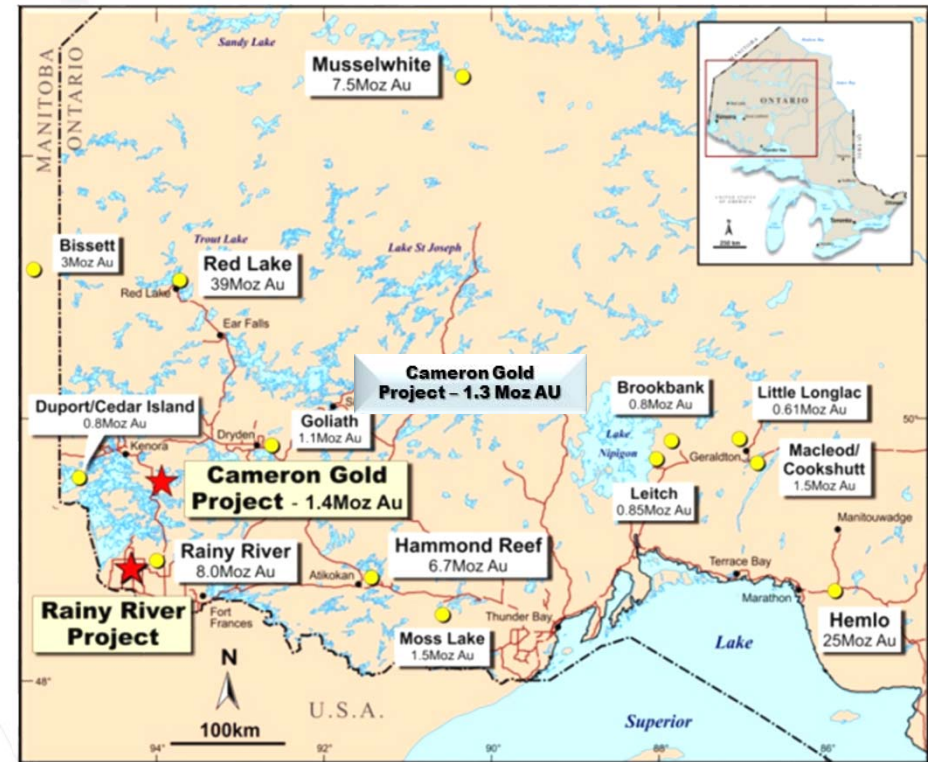 Sandy Lake
Musselwhite
7.5Moz Au
MANITOBA
ONTARIO
MANITOBA
ONTARIO
Toronto
250 km
Bissett
3Moz Au
Trout Lake
Lake St Joseph
Red Lake
39Moz Au
Red Lake
Ear Falls
Cameron Gold
Project – 1.3 Moz AU
Duport/Cedar Island
0.8Moz Au
Kenora
Dryden
Goliath
1.1Moz Au
Brookbank
0.8Moz Au
Little Longlac
0.61Moz Au
50°
Lake
Nipigon
Geraldton
Macleod/
Cookshutt
1.5Moz Au
Cameron Gold
Project - 1.4Moz Au
Leitch
0.85Moz Au
Manitouwadge
Rainy River
8.0Moz Au
Hammond Reef
6.7Moz Au
Atikokan
Terrace Bay
Marathon
Rainy River
Project
Fort
Frances
Moss Lake
1.5Moz Au
Thunder Bay
Hemlo
25Moz Au
Lake
Superior
48°
N
100km
U.S.A.
94°
92°
90°
88°
86°